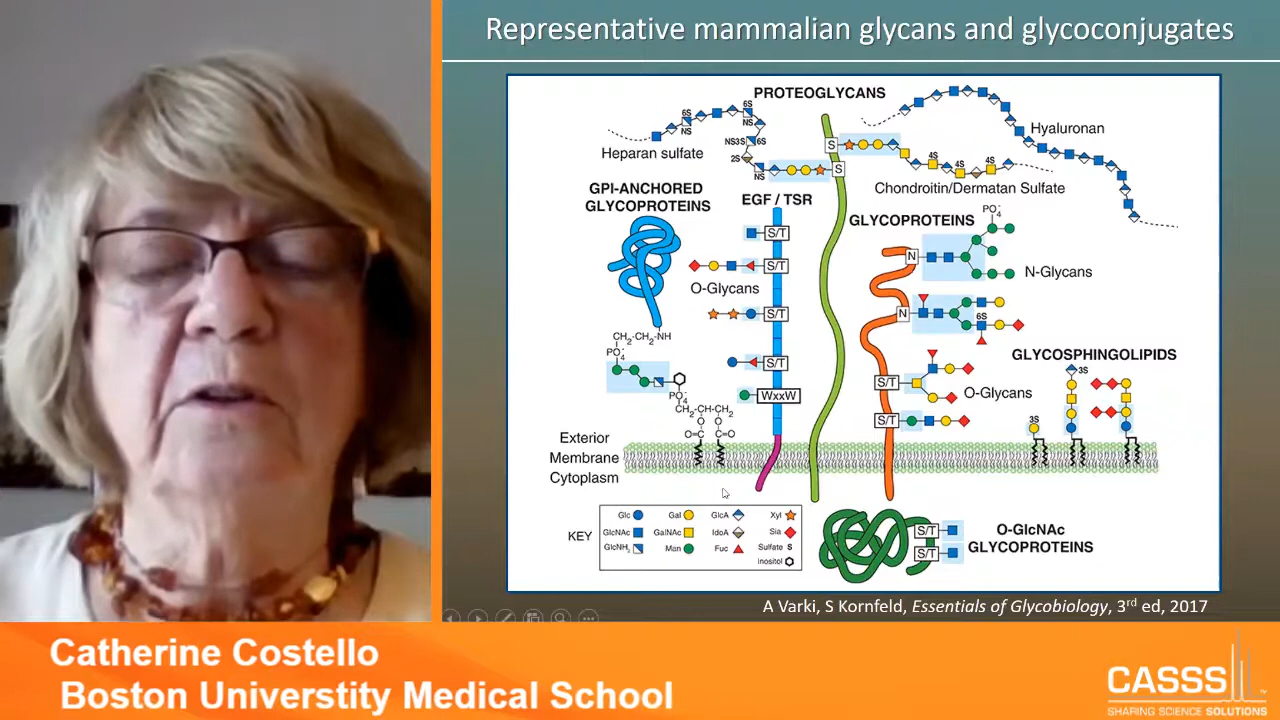 Representative mammalian glycans and glycoconjugates
PROTEOGLYCANS
6S
NS
6S
NS
NS3S
6S
2S
NS
Heparan sulfate
S
S
4S
4S
4S
Hyaluronan
Chondroitin/Dermatan Sulfate
GPI-ANCHORED
GLYCOPROTEINS
EGF / TSR
GLYCOPROTEINS
S/T
S/T
O-Glycans
S/T
S/T
WxxW
N
PO4-
N-Glycans
N
6S
S/T
O-Glycans
S/T
GLYCOSPHINGOLIPIDS
3S
3S
CH2-CH2-NH
PO4-
PO4-
CH2-CH-CH2
O O
O=C C=O
Exterior
Membrane
Cytoplasm
KEY
Glc Gal GlcA Xyl
GlcNAc GalNAc IdoA Sia
GlcNH2 Man Fuc Sulfate S
inositol
S/T
S/T
O-GlcNAc
GLYCOPROTEINS
A Varki, S Kornfeld, Essentials of Glycobiology, 3rd ed, 2017
Catherine Costello
Boston Universtity Medical School
CASSS
SHARING SCIENCE SOLUTIONS